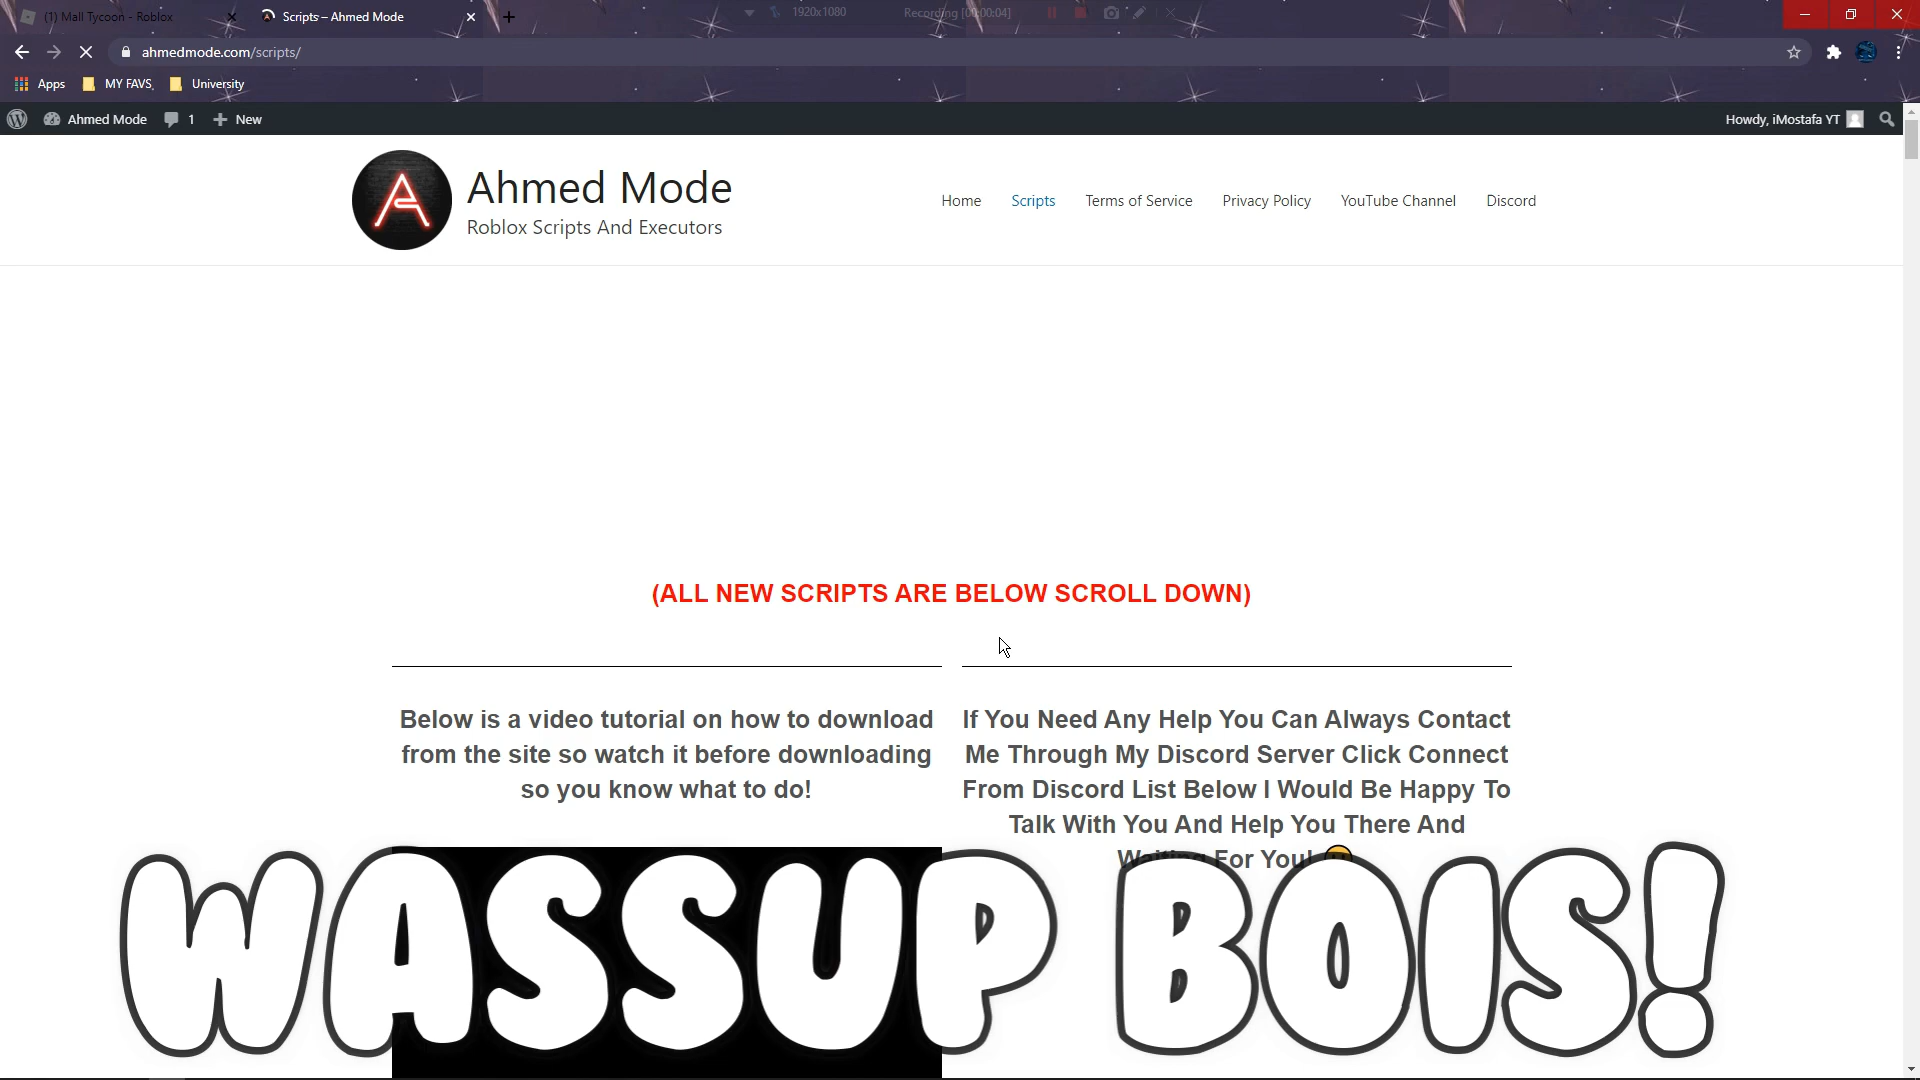 (1) Mall Tycoon - Roblox
Scripts – Ahmed Mode
1920x1080
Recording [00:00:04]
ahmedmode.com/scripts/
Apps
MY FAVS
University
Ahmed Mode
1
New
Howdy, iMostafa YT
Ahmed Mode
Roblox Scripts And Executors
Home
Scripts
Terms of Service
Privacy Policy
YouTube Channel
Discord
(ALL NEW SCRIPTS ARE BELOW SCROLL DOWN)
Below is a video tutorial on how to download
from the site so watch it before downloading
so you know what to do!
If You Need Any Help You Can Always Contact
Me Through My Discord Server Click Connect
From Discord List Below I Would Be Happy To
Talk With You And Help You There And
Waiting For You!
WASSUP BOIS!